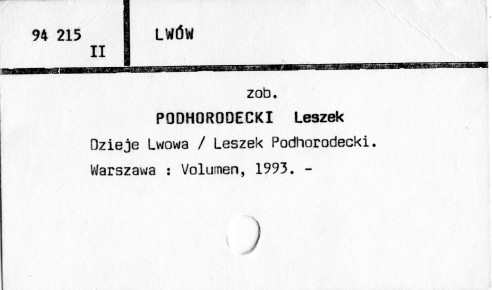 94 215 LWÓW
II
zob.
PODHORODECKI Leszek
Dzieje Lwowa / Leszek Podhorodecki.
Warszawa : Volumen, 1993. -